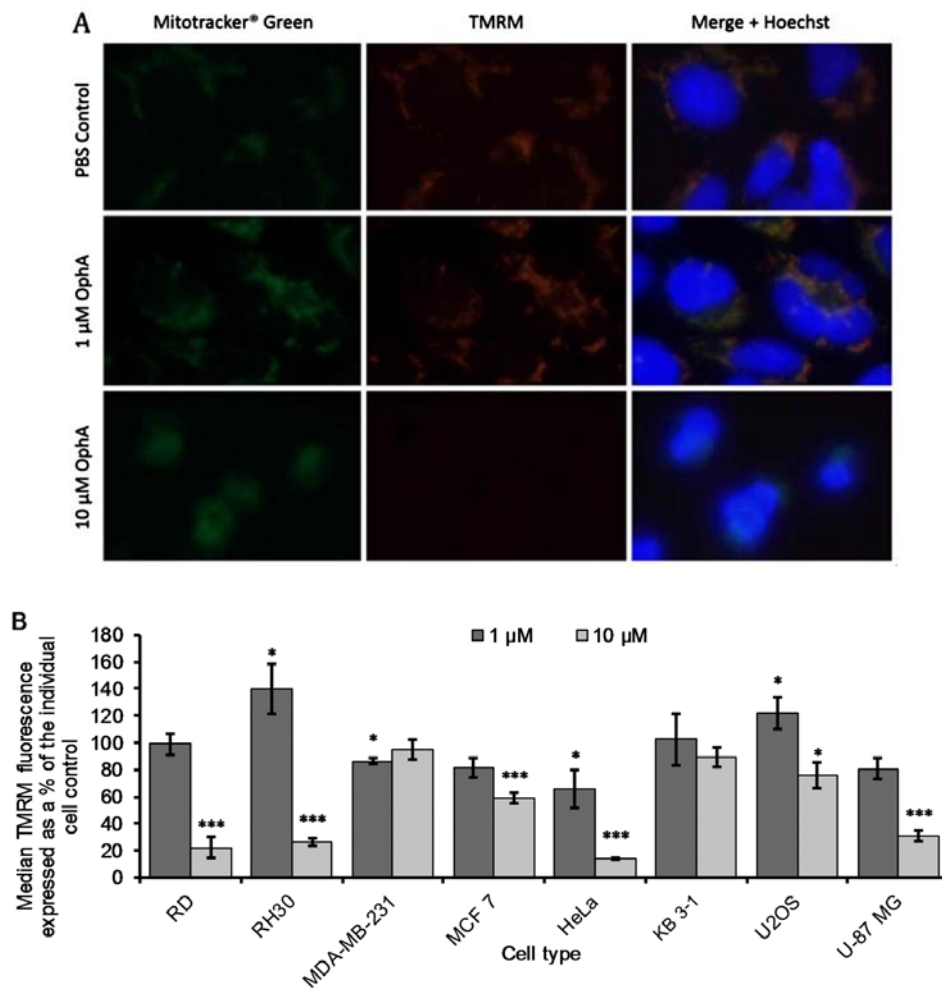 A
Mitotracker® Green TMRM Merge + Hoechst
PBS Control
1 µM OphA
10 µM OphA
B
Median TMRM fluorescence
expressed as a % of the individual
cell control
180
160
140
120
100
80
60
40
20
0
1 µM 10 µM
*
*
*
*
*
***
***
***
***
***
RD RH30 MDA-MB-231 MCF 7 HeLa KB 3-1 U2OS U-87 MG
Cell type